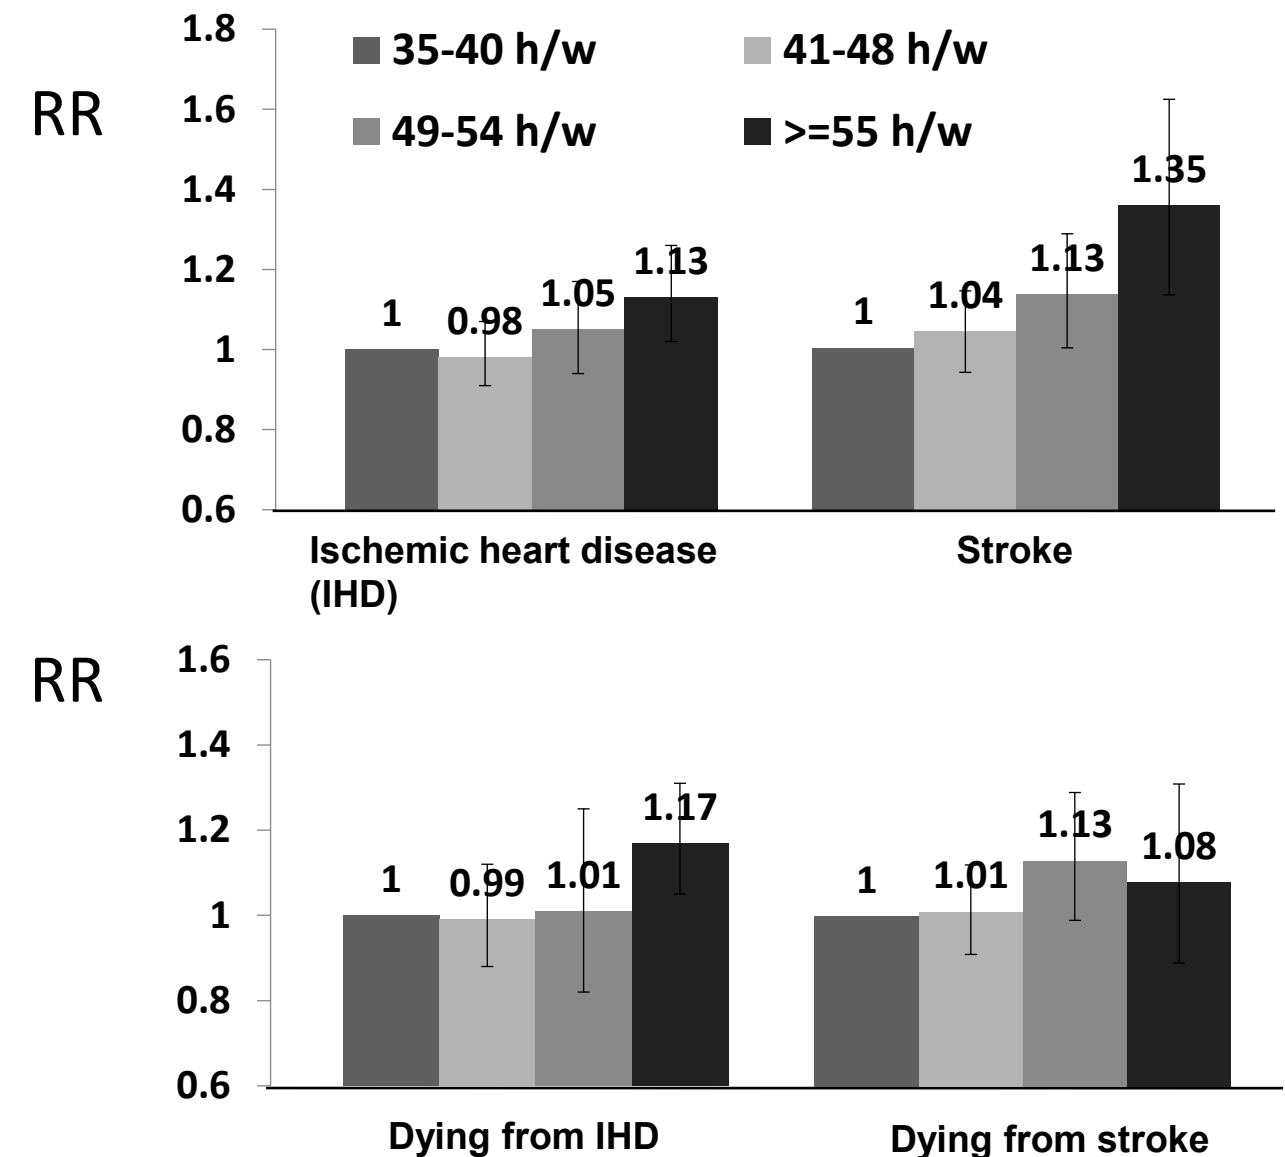 1.8
35-40 h/w 41-48 h/w
RR 1.6
49-54 h/w >=55 h/w
1.4
1.2
1
0.8
0.6
1 0.98 1.05 1.13
1 1.04 1.13 1.35
Ischemic heart disease
(IHD)
Stroke
RR 1.6
1.4
1.2
1
0.8
0.6
1 0.99 1.01 1.17
1 1.01 1.13 1.08
Dying from IHD
Dying from stroke